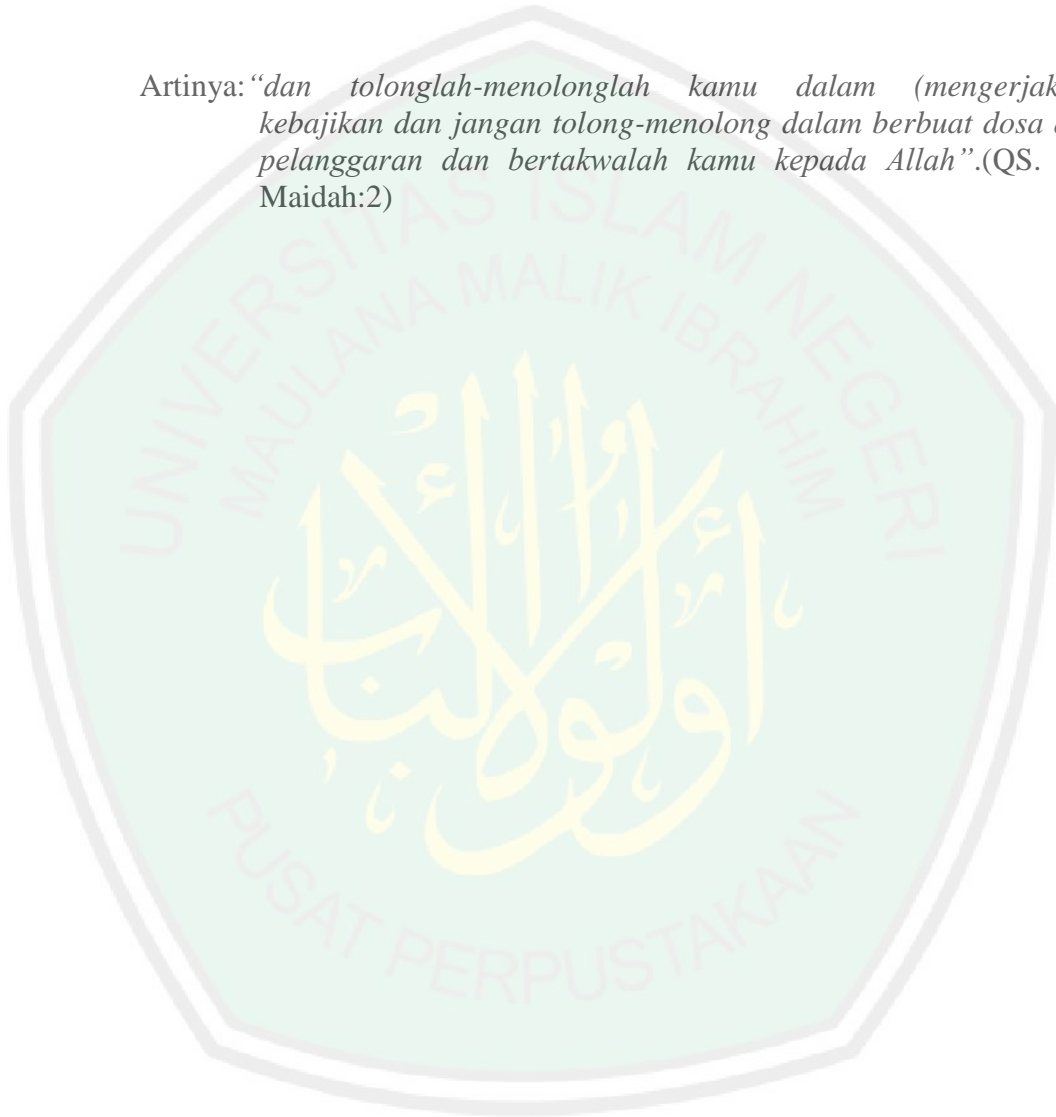 Artinya: “dan tolonglah-menolonglah kamu dalam (mengerjak
kebajikan dan jangan tolong-menolong dalam berbuat dosa
pelanggaran dan bertakwalah kamu kepada Allah”.(QS.
Maidah:2)
UNIVERSITAS ISLAM NEGERI
MAULANA MALIK IBRAHIM
أولوا الألباب
PUSAT PERPUSTAKAAN